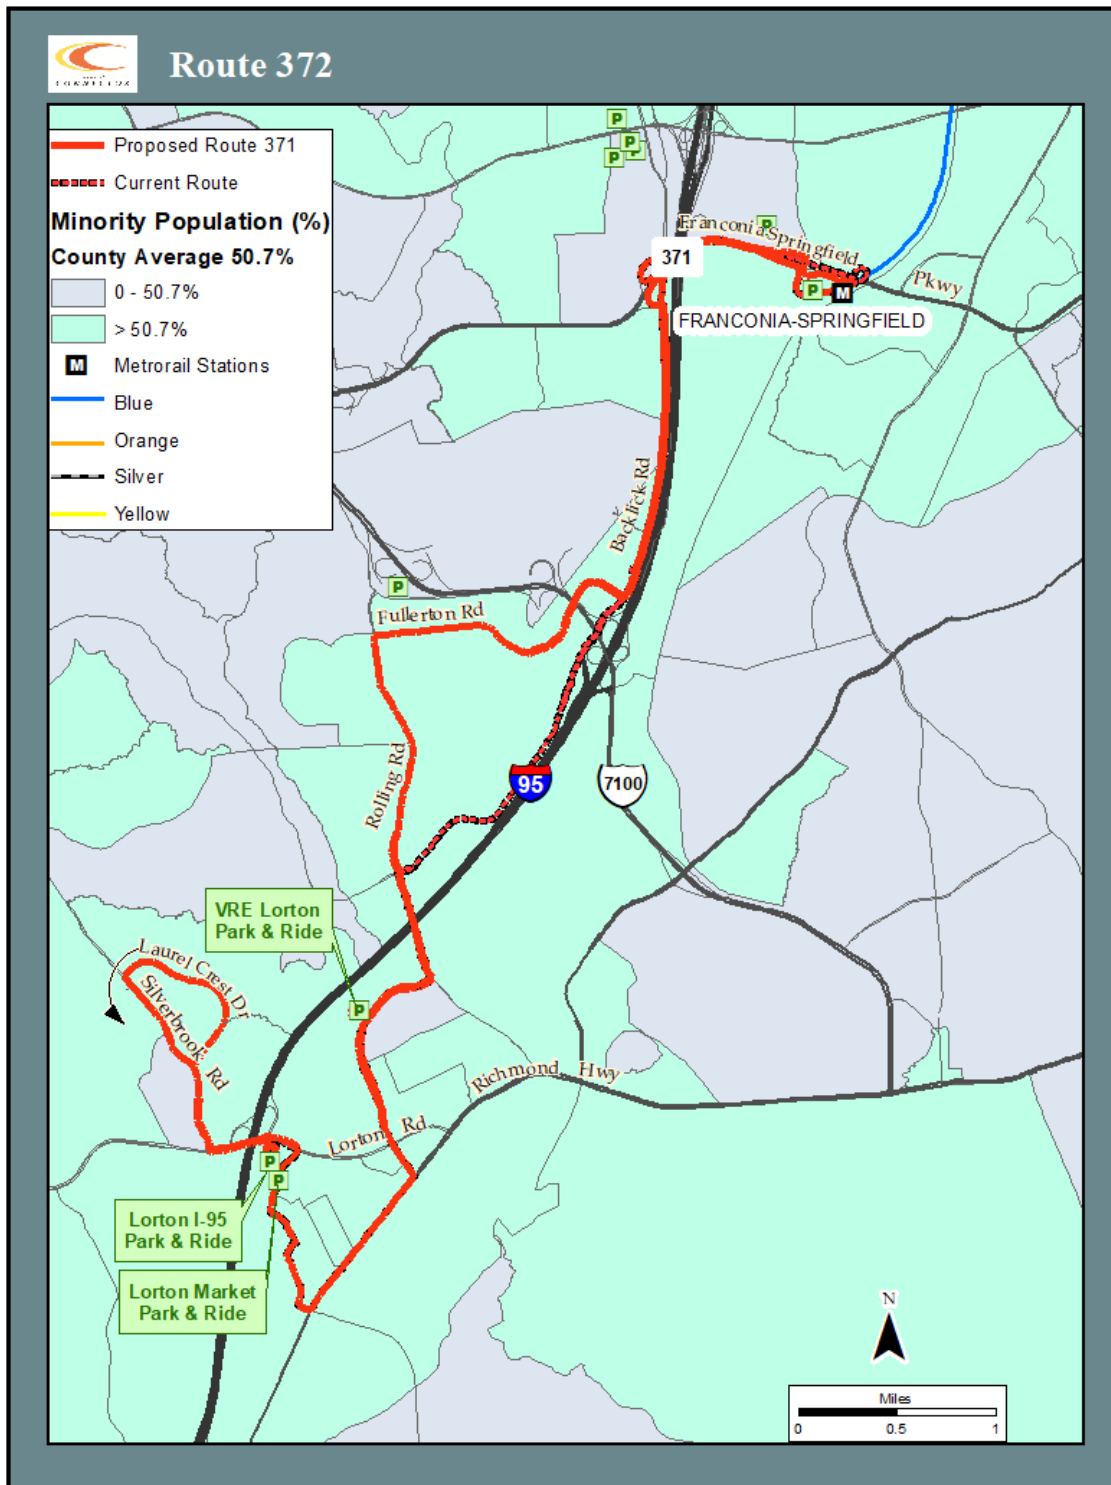 CONNECTOR
Route 372
Proposed Route 371
Current Route
Minority Population (%)
County Average 50.7%
0 - 50.7%
> 50.7%
M Metrorail Stations
Blue
Orange
Silver
Yellow
P
P
P
P
P
Franconia Springfield
Pkwy
371
P
M
FRANCONIA-SPRINGFIELD
Backlick Rd
P
Fullerton Rd
Rolling Rd
95
7100
VRE Lorton
Park & Ride
Laurel Crest Dr
Silverbrook Rd
P
Richmond Hwy
Lorton Rd
P
P
Lorton I-95
Park & Ride
Lorton Market
Park & Ride
N
Miles
0 0.5 1